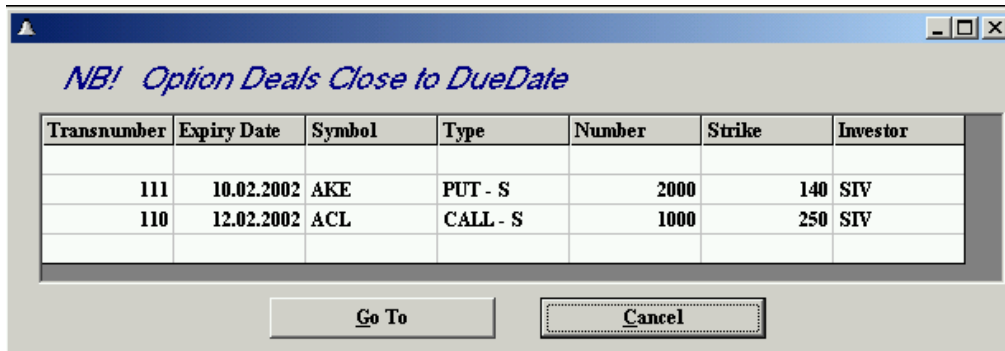 NB! Option Deals Close to DueDate
Transnumber Expiry Date Symbol Type Number Strike Investor
111 10.02.2002 AKE PUT - S 2000 140 SIV
110 12.02.2002 ACL CALL - S 1000 250 SIV
Go To Cancel